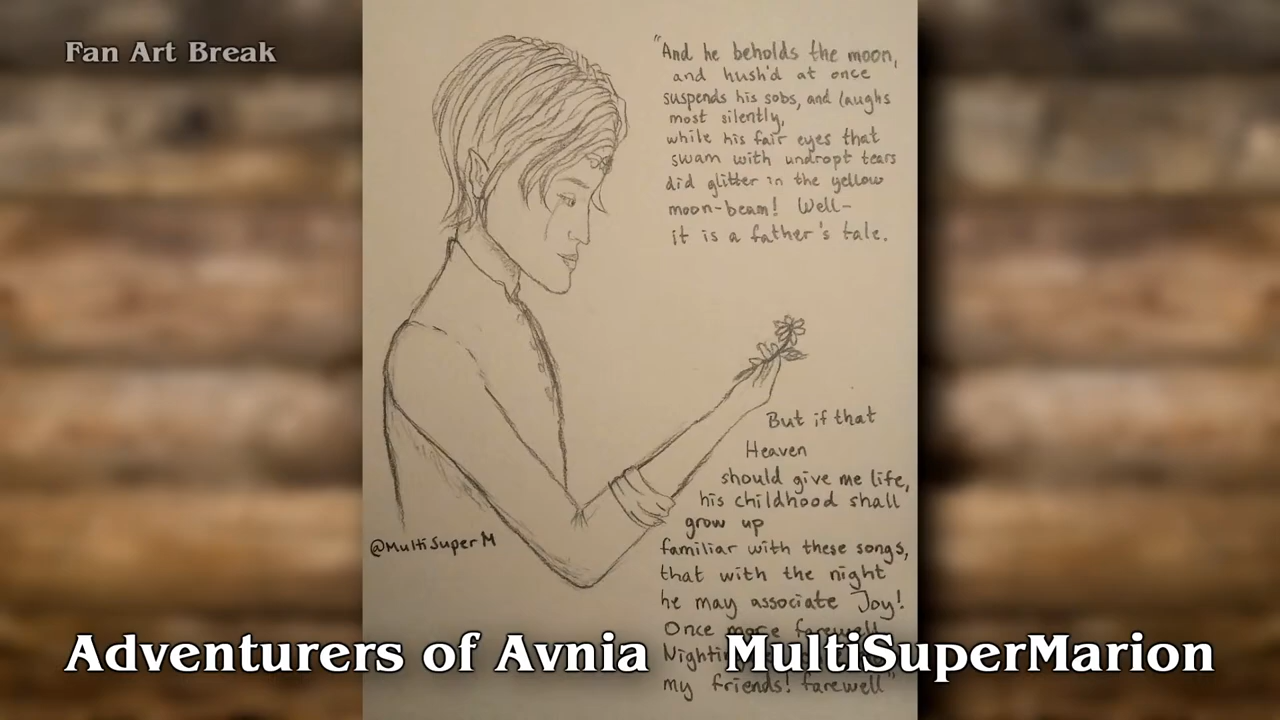 Fan Art Break
"And he beholds the moon,
and hush'd at once
suspends his sobs, and laughs
most silently,
while his fair eyes that
swam with undropt tears
did glitter in the yellow
moon-beam! Well-
it is a father's tale.
But if that
Heaven
should give me life,
his childhood shall
grow up
familiar with these songs,
that with the night
he may associate Joy!
Once more farewell
my friends! farewell"
@MultiSuperM
Adventurers of Avnia
MultiSuperMarion